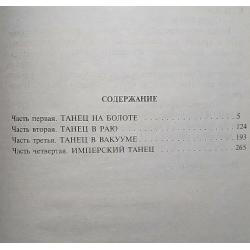 СОДЕРЖАНИЕ
Часть первая. ТАНЕЦ НА БОЛОТЕ . . . . . . . . . . 5
Часть вторая. ТАНЕЦ В РАЮ . . . . . . . . . . 124
Часть третья. ТАНЕЦ В ВАКУУМЕ . . . . . . . . . . 193
Часть четвертая. ИМПЕРСКИЙ ТАНЕЦ . . . . . . . . 265